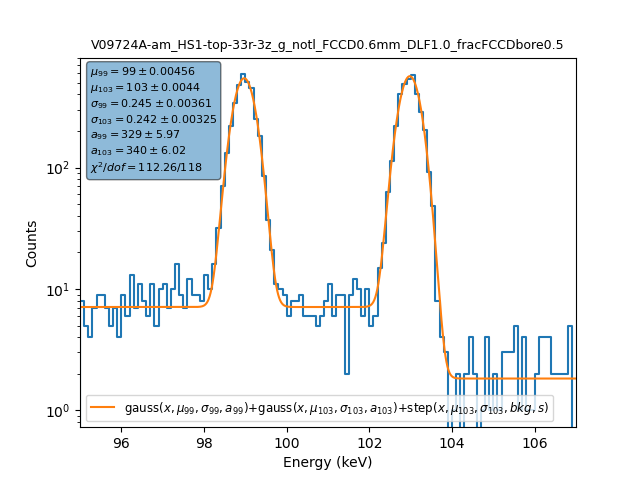 V09724A-am_HS1-top-33r-3z_g_notl_FCCD0.6mm_DLF1.0_fracFCCDbore0.5
μ₉₉ = 99 ± 0.00456
μ₁₀₃ = 103 ± 0.0044
σ₉₉ = 0.245 ± 0.00361
σ₁₀₃ = 0.242 ± 0.00325
a₉₉ = 329 ± 5.97
a₁₀₃ = 340 ± 6.02
χ²/dof = 112.26/118
10²
10¹
10⁰
Counts
gauss(x, μ₉₉, σ₉₉, a₉₉)+gauss(x, μ₁₀₃, σ₁₀₃, a₁₀₃)+step(x, μ₁₀₃, σ₁₀₃, bkg, s)
96 98 100 102 104 106
Energy (keV)